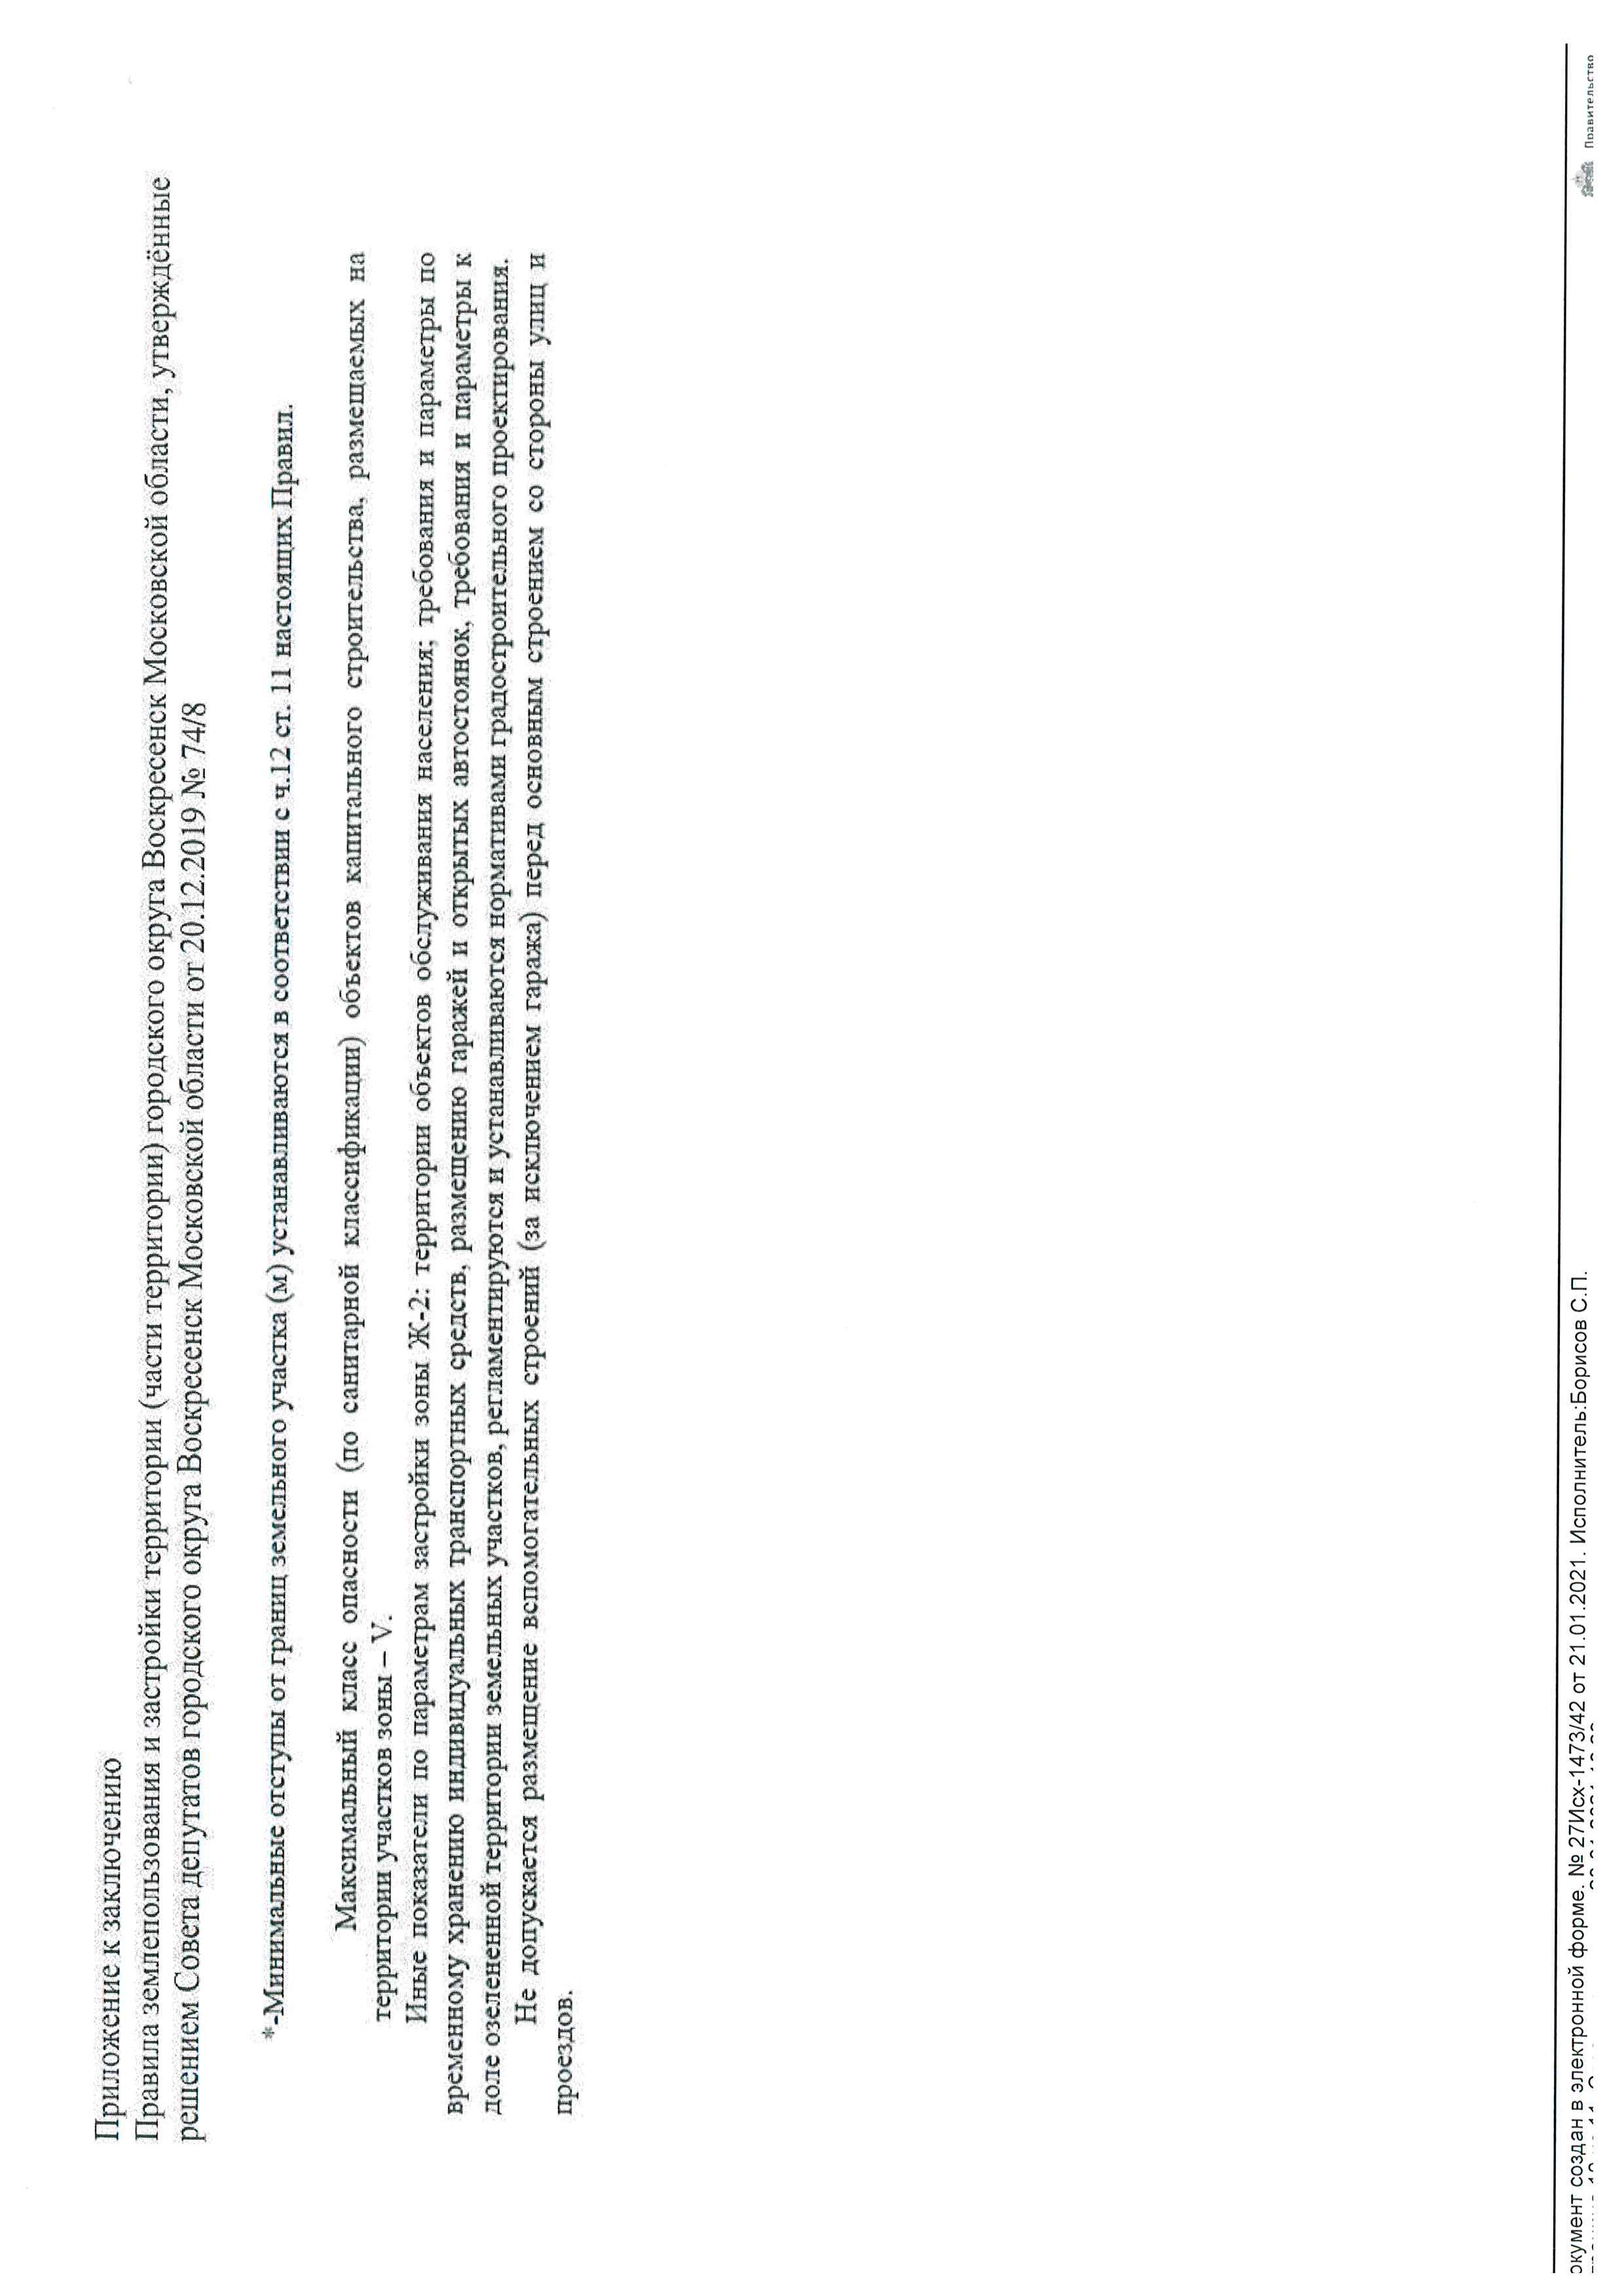 Приложение к заключению
Правила землепользования и застройки территории (части территории) городского округа Воскресенск Московской области, утверждённые
решением Совета депутатов городского округа Воскресенск Московской области от 20.12.2019 № 74/8
*-Минимальные отступы от границ земельного участка (м) устанавливаются в соответствии с ч.12 ст. 11 настоящих Правил.
Максимальный класс опасности (по санитарной классификации) объектов капитального строительства, размещаемых на
территории участков зоны – V.
Иные показатели по параметрам застройки зоны Ж-2: территории объектов обслуживания населения; требования и параметры по
временному хранению индивидуальных транспортных средств, размещению гаражей и открытых автостоянок, требования и параметры к
доле озелененной территории земельных участков, регламентируются и устанавливаются нормативами градостроительного проектирования.
Не допускается размещение вспомогательных строений (за исключением гаража) перед основным строением со стороны улиц и
проездов.
окумент создан в электронной форме. № 27Исх-1473/42 от 21.01.2021. Исполнитель:Борисов С.П.
Правительство